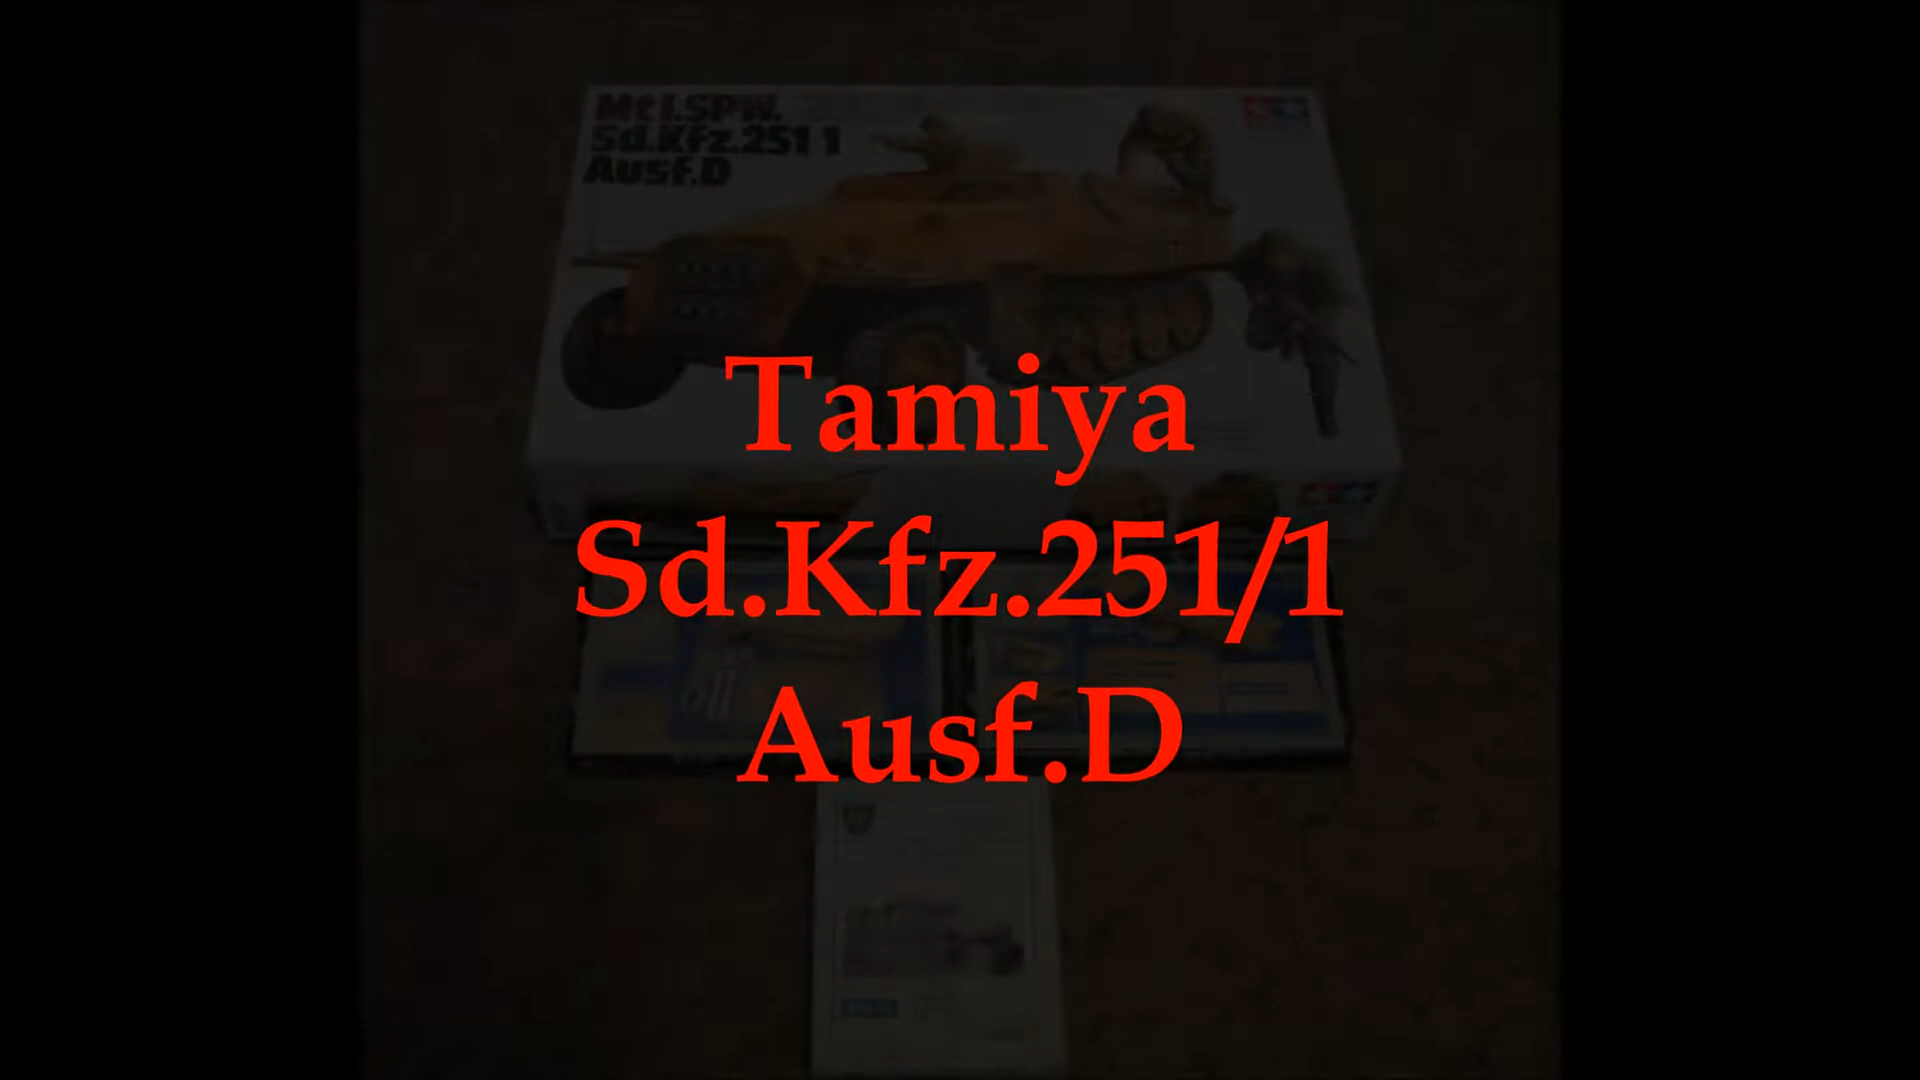 Mtl.SPW.
Sd.Kfz.251 1
Ausf.D
Tamiya
Sd.Kfz.251/1
Ausf.D